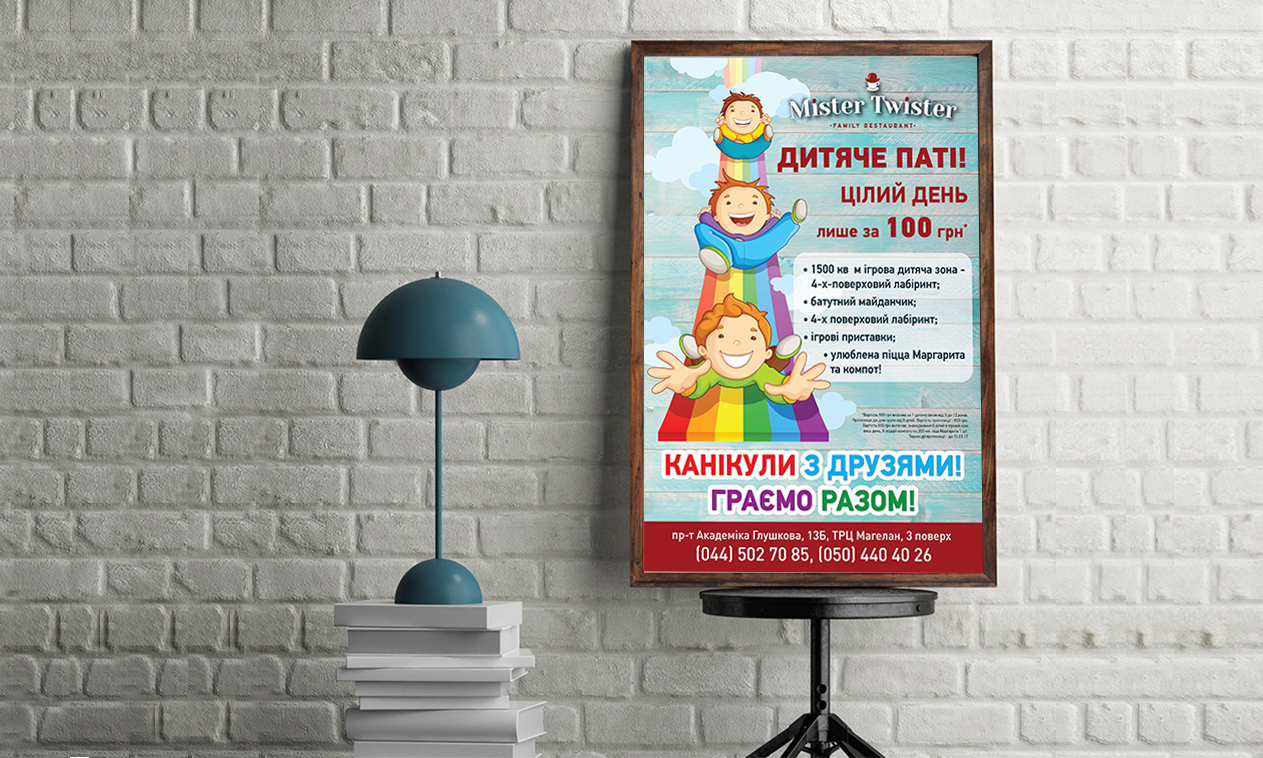 Mister Twister
·FAMILY RESTAURANT·
ДИТЯЧЕ ПАТІ!
ЦІЛИЙ ДЕНЬ
лише за 100 грн*
• 1500 кв м ігрова дитяча зона -
4-х-поверховий лабіринт;
• батутний майданчик;
• 4-х поверховий лабіринт;
• ігрові приставки;
• улюблена піцца Маргарита
та компот!
КАНІКУЛИ З ДРУЗЯМИ!
ГРАЄМО РАЗОМ!
пр-т Академіка Глушкова, 13Б, ТРЦ Магелан, 3 поверх
(044) 502 70 85, (050) 440 40 26